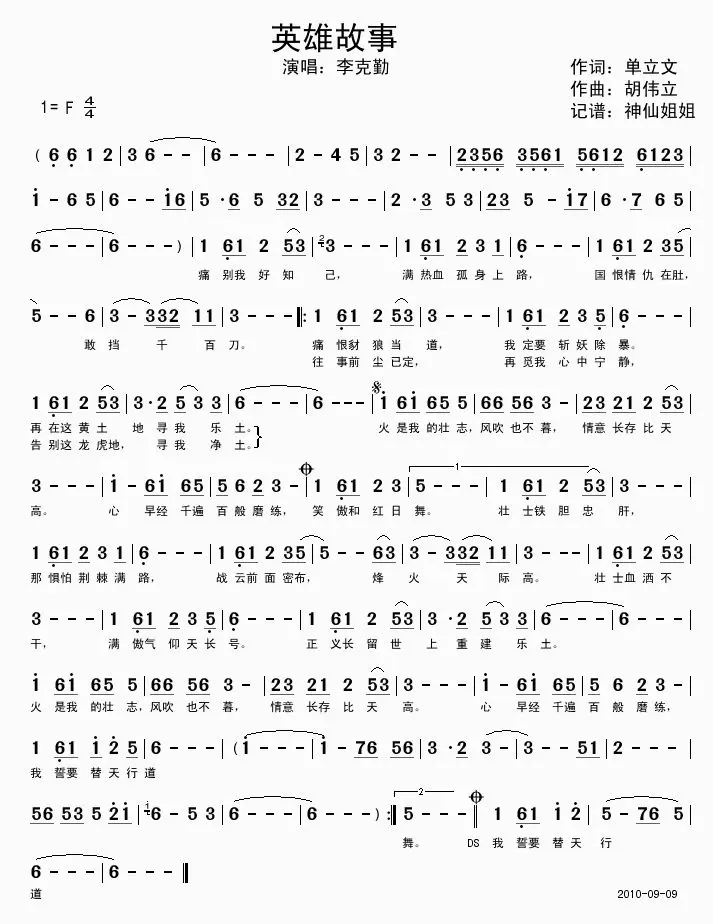 英雄故事
演唱：李克勤
作词：单立文
作曲：胡伟立
记谱：神仙姐姐
1= F 4/4
( 6 6 1 2 | 3 6 - - | 6 - - - | 2 - 4 5 | 3 2 - - | 2356 3561 5612 6123 |
1 - 6 5 | 6 - - 16 | 5 · 6 5 32 | 3 - - - | 2 · 3 5 3 | 23 5 - 17 | 6 · 7 6 5 |
6 - - - | 6 - - - ) | 1 61 2 53 | 2 3 - - - | 1 61 2 3 1 | 6 - - - | 1 61 2 35 |
痛 别我 好 知 己， 满 热血 孤 身 上 路， 国 恨情 仇 在肚，
5 - - 6 | 3 - 332 11 | 3 - - - ‖: 1 61 2 53 | 3 - - - | 1 61 2 3 5 | 6 - - - |
敢 挡 千 百 刀。 痛 恨豺 狼 当 道， 我 定要 斩 妖 除 暴。
往 事前 尘 已定， 再 觅我 心 中 宁 静，
1 61 2 53 | 3 · 2 5 3 3 | 6 - - - | 6 - - - | 𝄋 1 61 65 5 | 66 56 3 - | 23 21 2 53 |
再 在这 黄 土 地 寻 我 乐 土。 火 是我 的壮 志，风吹 也不 暮， 情意 长存 比 天
告 别这 龙 虎地， 寻 我 净 土。}
3 - - - | 1 - 61 65 | 5 6 2 3 - 𝄌 | 1 61 2 3 | 1 5 - - - | 1 61 2 53 | 3 - - - |
高。 心 早经 千遍 百 般 磨 练， 笑 傲和 红 日 舞。 壮 士铁 胆 忠 肝，
1 61 2 3 1 | 6 - - - | 1 61 2 35 | 5 - - 63 | 3 - 332 11 | 3 - - - | 1 61 2 53 |
那 惧怕 荆 棘 满 路， 战 云前 面 密布， 烽 火 天 际 高。 壮 士血 洒 不
3 - - - | 1 61 2 3 5 | 6 - - - | 1 61 2 53 | 3 · 2 5 3 3 | 6 - - - | 6 - - - |
干， 满 傲气 仰 天 长 号。 正 义长 留 世 上 重 建 乐 土。
1 61 65 5 | 66 56 3 - | 23 21 2 53 | 3 - - - | 1 - 61 65 | 5 6 2 3 - |
火 是我 的壮 志，风吹 也不 暮， 情意 长存 比 天 高。 心 早经 千遍 百 般 磨 练，
1 61 1 2 5 | 6 - - - | ( 1 - - - | 1 - 76 56 | 3 · 2 3 - | 3 - - 51 | 2 - - - |
我 誓要 替 天 行 道
56 53 5 21 | 1 6 - 5 3 | 6 - - - | 6 - - - ) :‖ 2 5 - - - 𝄌 ‖ 1 61 1 2 | 5 - 76 5 |
舞。 DS 我 誓要 替 天 行
6 - - - | 6 - - - ‖
道
2010-09-09